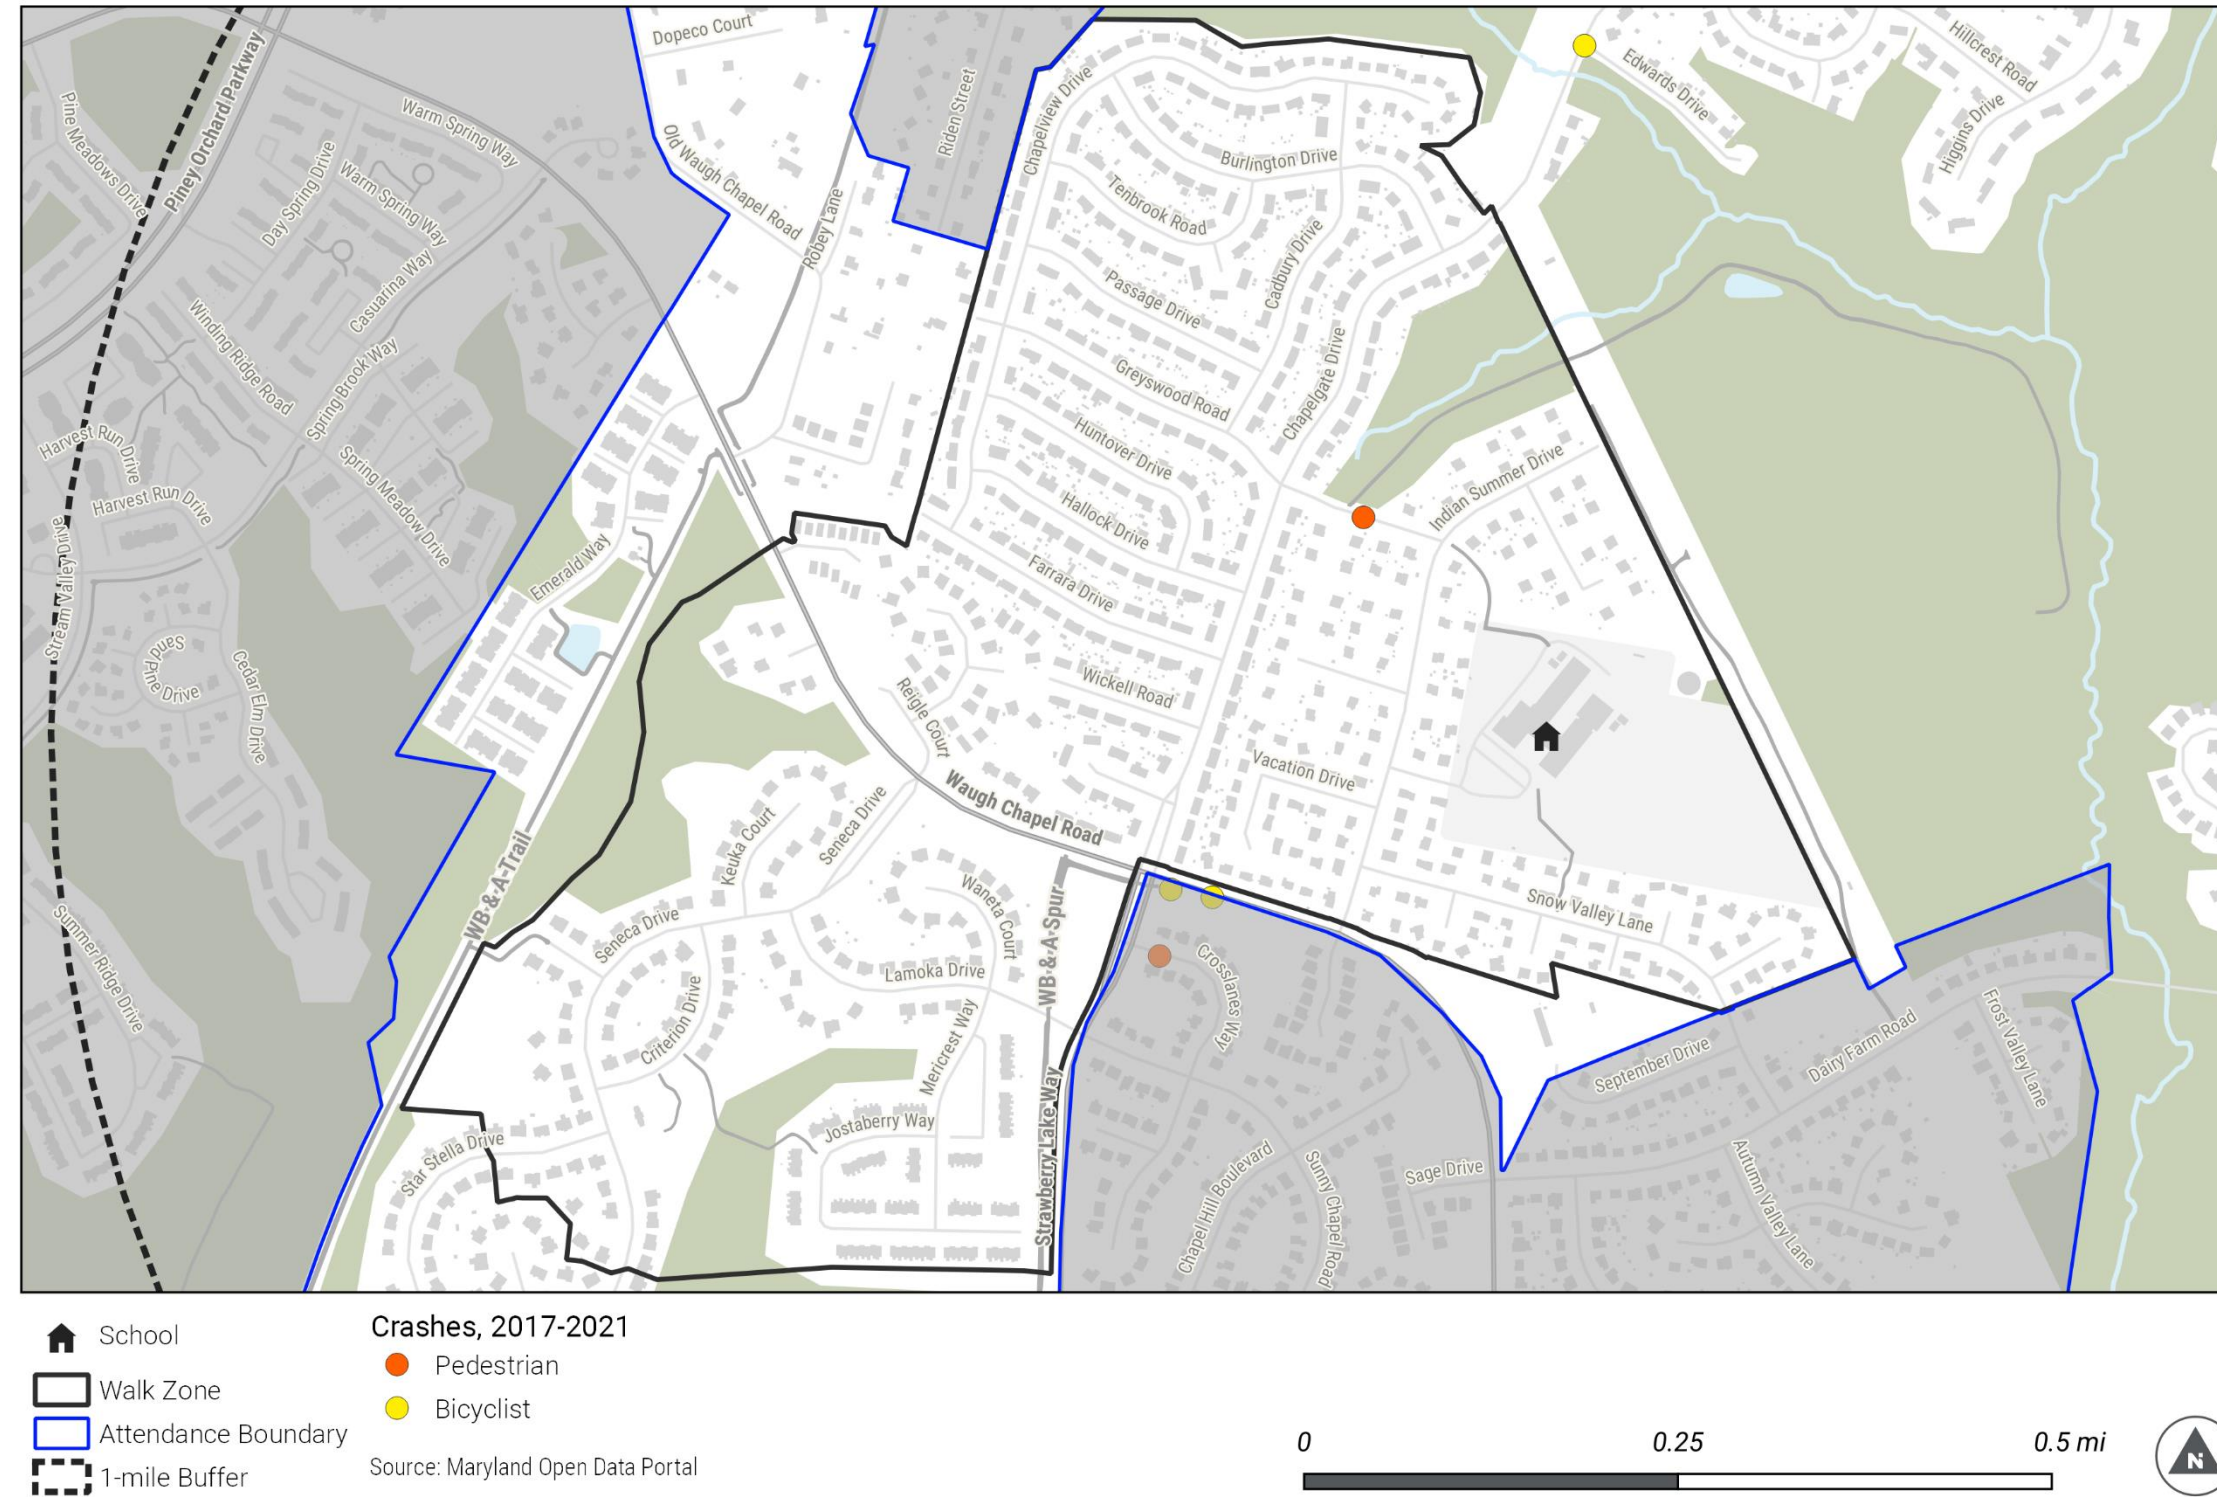 Dopeco Court
Riden Street
Chapelview Drive
Edwards Drive
Hillcrest Road
Higgins Drive
Pine Meadows Drive
Piney Orchard Parkway
Warm Spring Way
Day Spring Drive
Warm Spring Way
Old Waugh Chapel Road
Robey Lane
Burlington Drive
Tenbrook Road
Cadbury Drive
Casuarina Way
Winding Ridge Road
Spring Brook Way
Passage Drive
Greyswood Road
Chapelgate Drive
Harvest Run Drive
Harvest Run Drive
Spring Meadow Drive
Huntover Drive
Hallock Drive
Indian Summer Drive
Stream Valley Drive
Emerald Way
Farrara Drive
Sand
Pine Drive
Cedar Elm Drive
Reigle Court
Wickell Road
Vacation Drive
Waugh Chapel Road
Keuka Court
Seneca Drive
WB & A Trail
Waneta Court
WB & A Spur
Snow Valley Lane
Summer Ridge Drive
Seneca Drive
Lamoka Drive
Crosslanes Way
Criterion Drive
Mericrest Way
September Drive
Dairy Farm Road
Frost Valley Lane
Star Stella Drive
Jostaberry Way
Strawberry Lake Way
Chapel Hill Boulevard
Sunny Chapel Road
Sage Drive
Autumn Valley Lane
School
Walk Zone
Attendance Boundary
1-mile Buffer
Crashes, 2017-2021
Pedestrian
Bicyclist
Source: Maryland Open Data Portal
0 0.25 0.5 mi
N